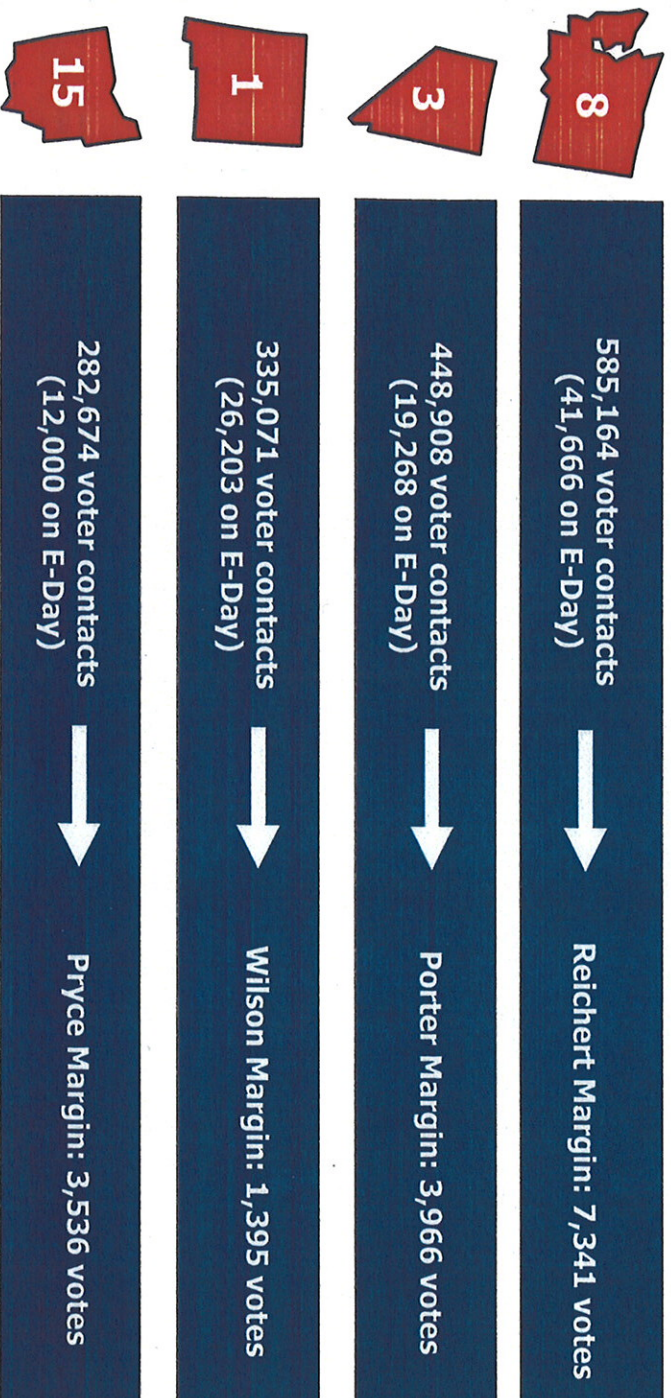 8
585,164 voter contacts
(41,666 on E-Day)
Reichert Margin: 7,341 votes
3
448,908 voter contacts
(19,268 on E-Day)
Porter Margin: 3,966 votes
1
335,071 voter contacts
(26,203 on E-Day)
Wilson Margin: 1,395 votes
15
282,674 voter contacts
(12,000 on E-Day)
Pryce Margin: 3,536 votes